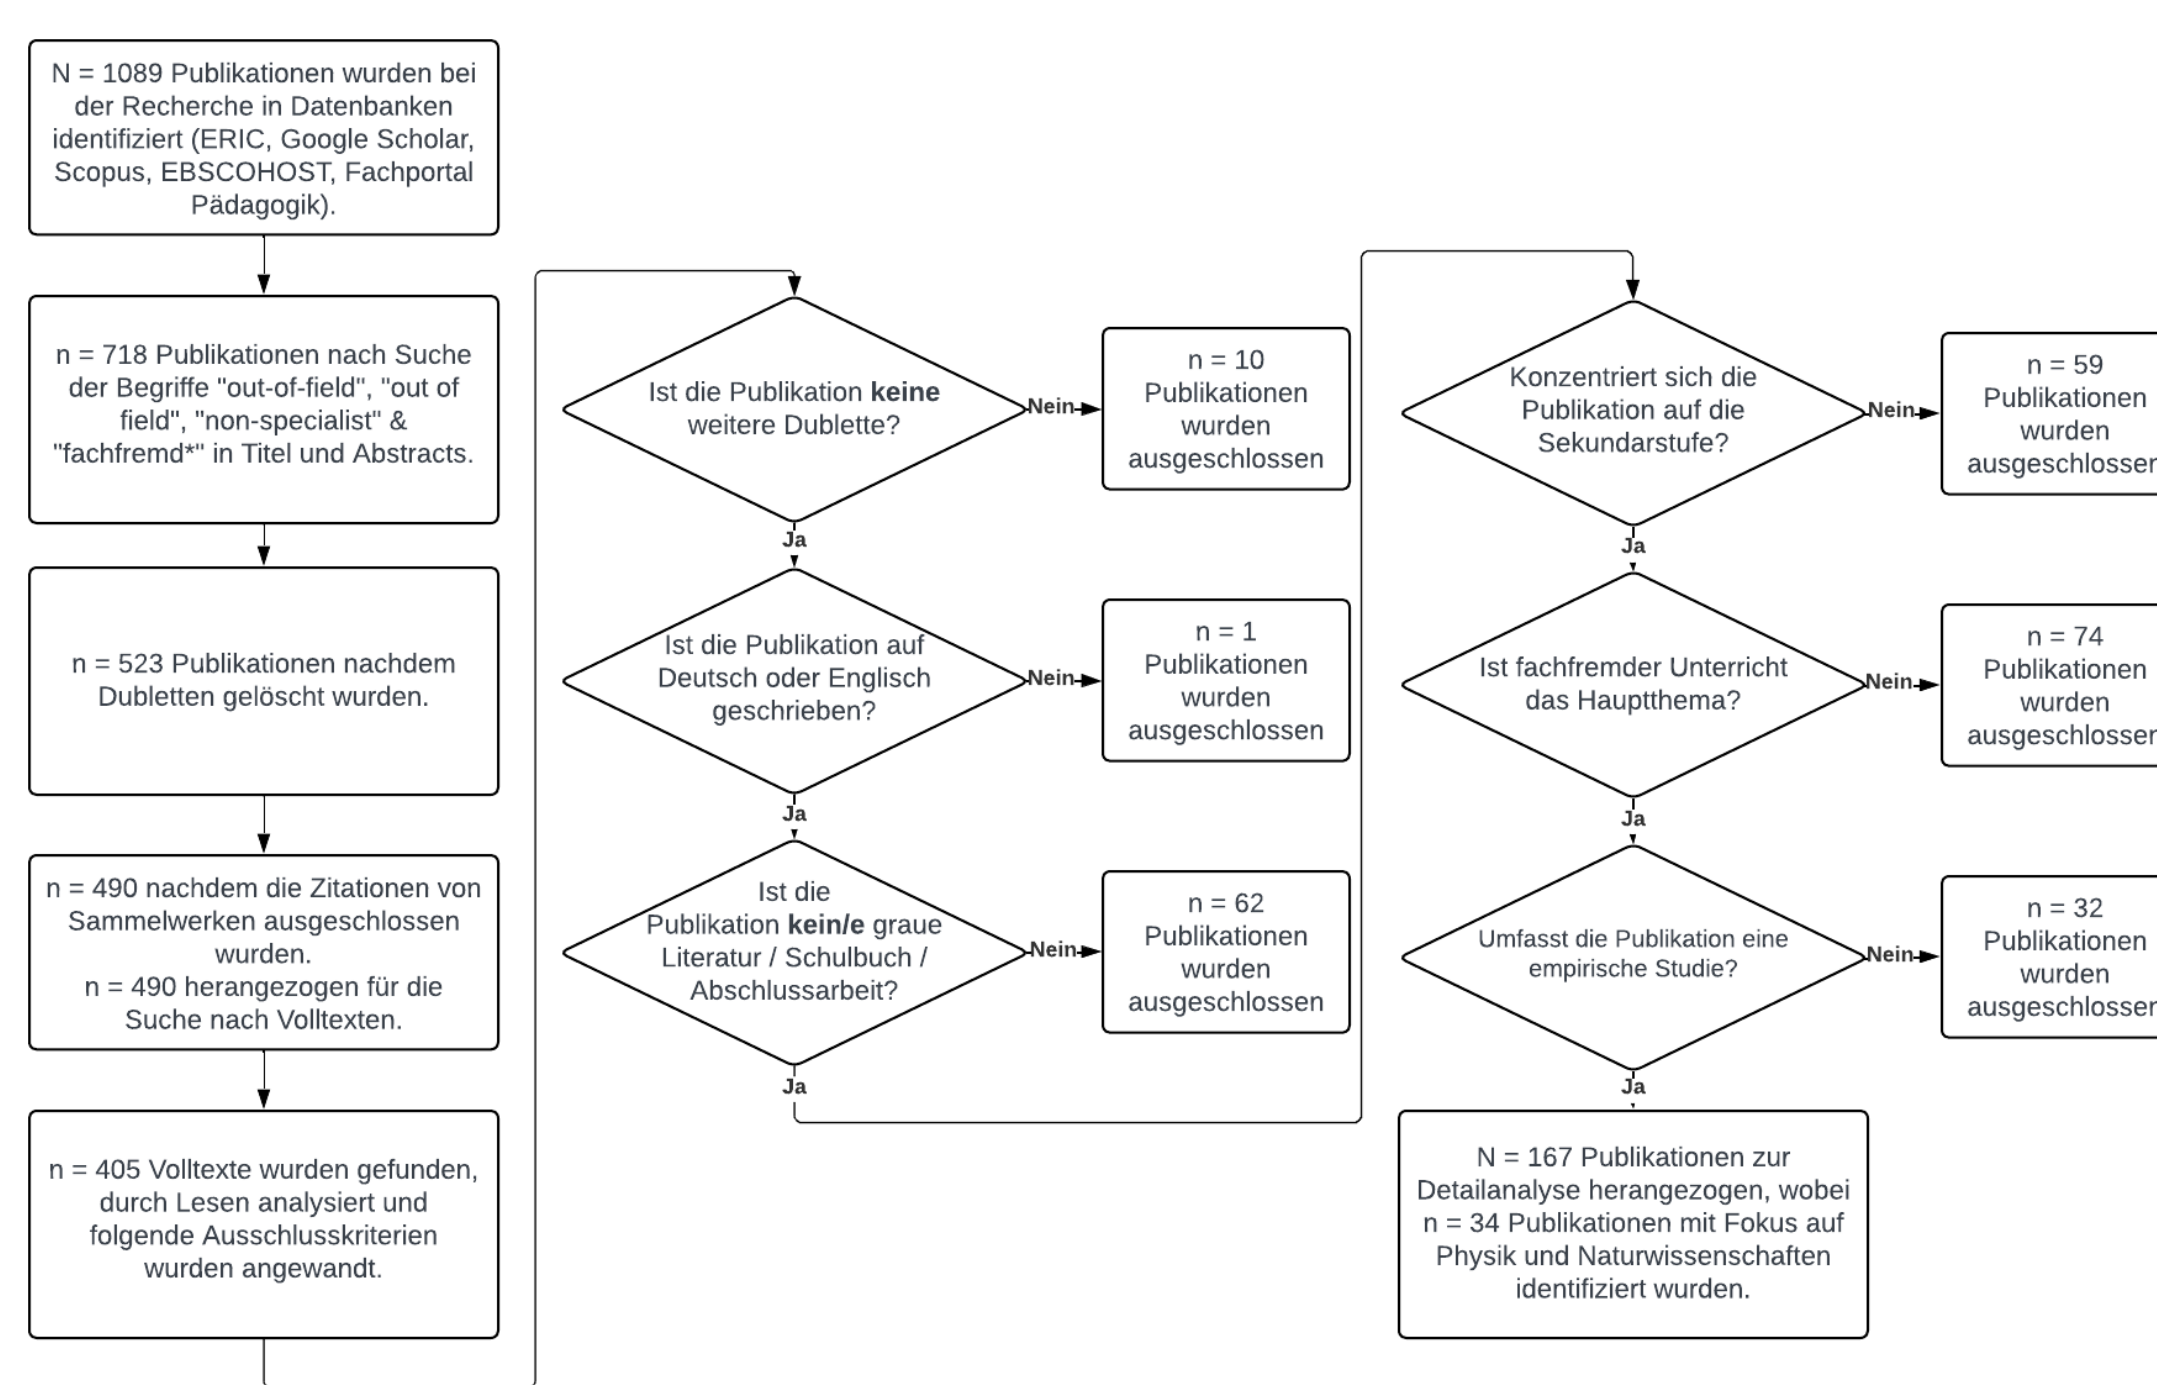 N = 1089 Publikationen wurden bei
der Recherche in Datenbanken
identifiziert (ERIC, Google Scholar,
Scopus, EBSCOHOST, Fachportal
Pädagogik).
n = 718 Publikationen nach Suche
der Begriffe "out-of-field", "out of
field", "non-specialist" &
"fachfremd*" in Titel und Abstracts.
n = 523 Publikationen nachdem
Dubletten gelöscht wurden.
n = 490 nachdem die Zitationen von
Sammelwerken ausgeschlossen
wurden.
n = 490 herangezogen für die
Suche nach Volltexten.
n = 405 Volltexte wurden gefunden,
durch Lesen analysiert und
folgende Ausschlusskriterien
wurden angewandt.
Ist die Publikation keine
weitere Dublette?
Nein
n = 10
Publikationen
wurden
ausgeschlossen
Ja
Ist die Publikation auf
Deutsch oder Englisch
geschrieben?
Nein
n = 1
Publikationen
wurden
ausgeschlossen
Ja
Ist die
Publikation kein/e graue
Literatur / Schulbuch /
Abschlussarbeit?
Nein
n = 62
Publikationen
wurden
ausgeschlossen
Ja
Konzentriert sich die
Publikation auf die
Sekundarstufe?
Nein
n = 59
Publikationen
wurden
ausgeschlossen
Ja
Ist fachfremder Unterricht
das Hauptthema?
Nein
n = 74
Publikationen
wurden
ausgeschlossen
Ja
Umfasst die Publikation eine
empirische Studie?
Nein
n = 32
Publikationen
wurden
ausgeschlossen
Ja
N = 167 Publikationen zur
Detailanalyse herangezogen, wobei
n = 34 Publikationen mit Fokus auf
Physik und Naturwissenschaften
identifiziert wurden.